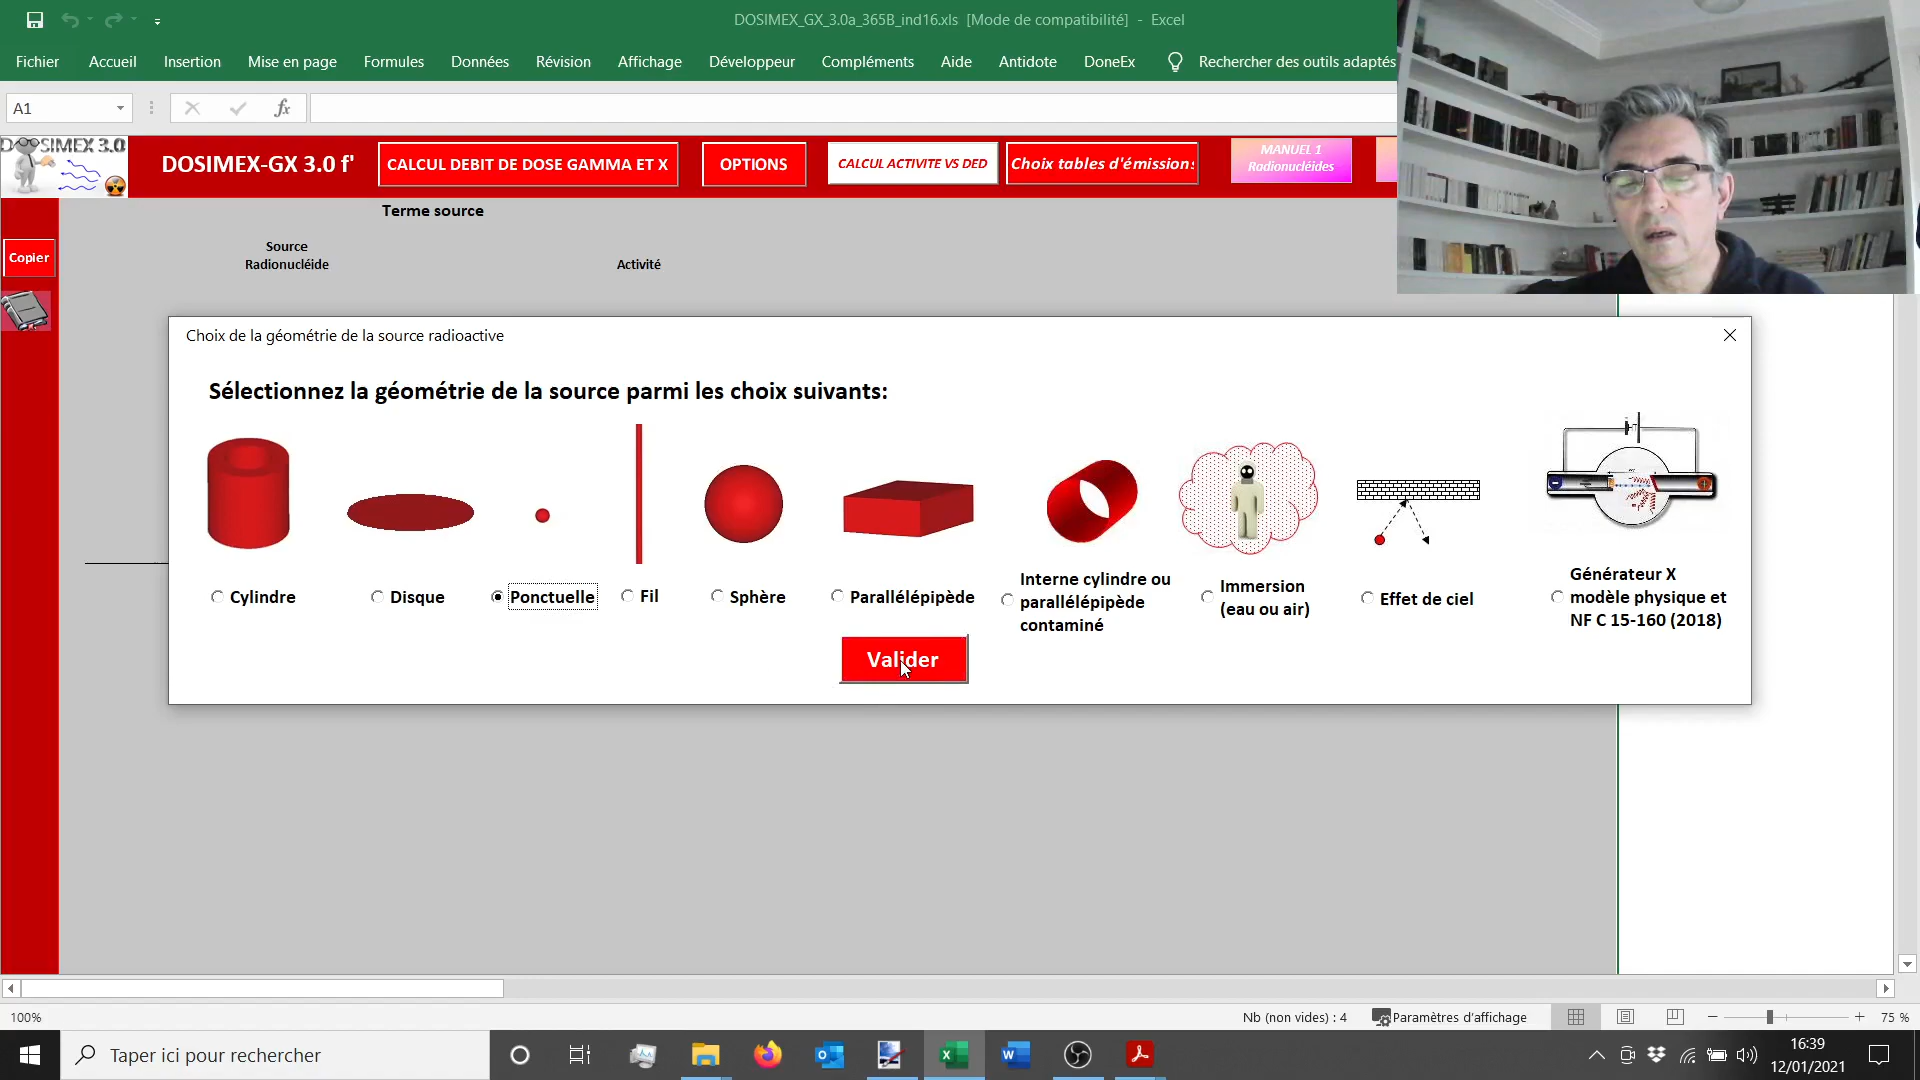 DOSIMEX_GX_3.0a_365B_ind16.xls [Mode de compatibilité] - Excel
Fichier Accueil Insertion Mise en page Formules Données Révision Affichage Développeur Compléments Aide Antidote DoneEx Rechercher des outils adaptés
A1 fx
DOSIMEX 3.0 DOSIMEX-GX 3.0 f' CALCUL DEBIT DE DOSE GAMMA ET X OPTIONS CALCUL ACTIVITE VS DED Choix tables d'émission
MANUEL 1
Radionucléides
Terme source
Source
Radionucléide
Activité
Copier
Choix de la géométrie de la source radioactive
Sélectionnez la géométrie de la source parmi les choix suivants:
HT
Cylindre
Disque
Ponctuelle
Fil
Sphère
Parallélépipède
Interne cylindre ou
parallélépipède
contaminé
Immersion
(eau ou air)
Effet de ciel
Générateur X
modèle physique et
NF C 15-160 (2018)
Valider
100% Nb (non vides) : 4 Paramètres d'affichage 75 %
Taper ici pour rechercher
16:39
12/01/2021